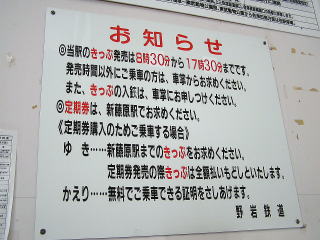 お知らせ
◎当駅のきっぷ発売は8時30分から17時30分までです。
発売時間以外にご乗車の方は、車掌からお求めください。
また、きっぷの入鋏は、車掌にお申しつけください。
◎定期券は、新藤原駅でお求めください。
《定期券購入のためご乗車する場合》
ゆき……新藤原駅までのきっぷをお求めください。
定期券発売の際きっぷは全額払いもどしといたします。
かえり……無料でご乗車できる証明をさしあげます。
野岩鉄道